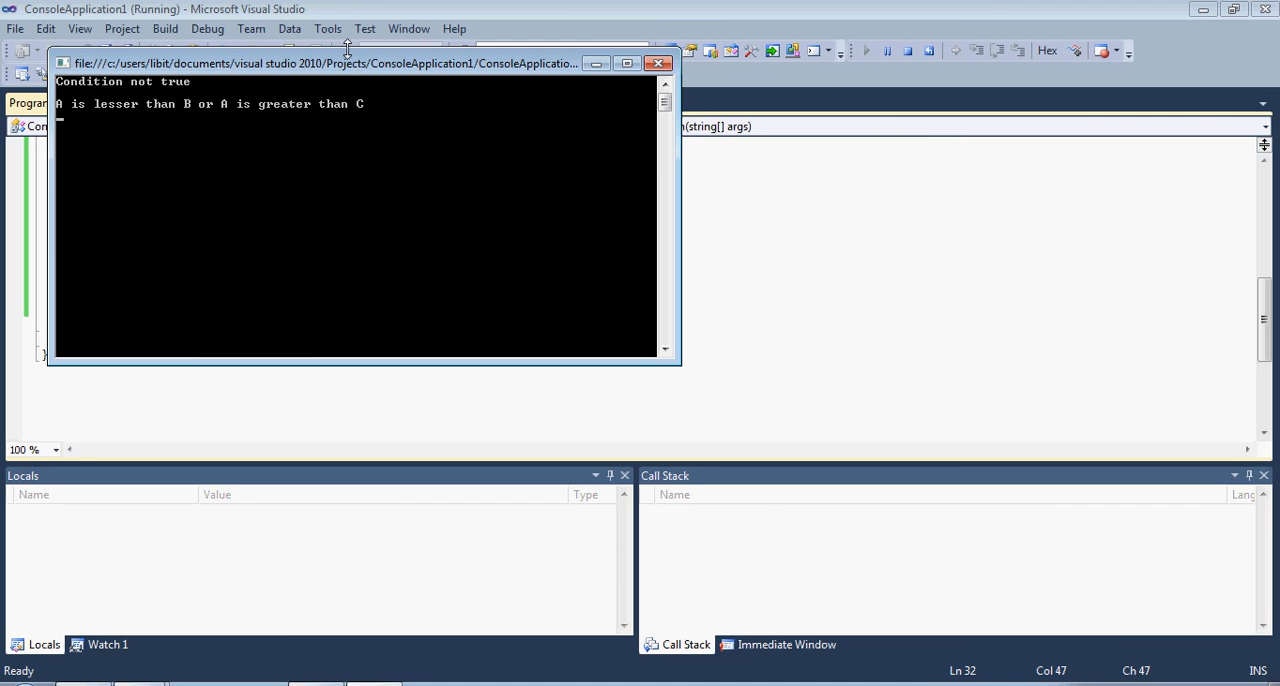 ConsoleApplication1 (Running) - Microsoft Visual Studio
File Edit View Project Build Debug Team Data Tools Test Window Help
Hex
file:///c:/users/libit/documents/visual studio 2010/Projects/ConsoleApplication1/ConsoleApplicatio...
Condition not true
A is lesser than B or A is greater than C
Progran
Con
(string[] args)
}
100 %
Locals
Name Value Type
Call Stack
Name Lang
Locals Watch 1
Call Stack Immediate Window
Ready Ln 32 Col 47 Ch 47 INS